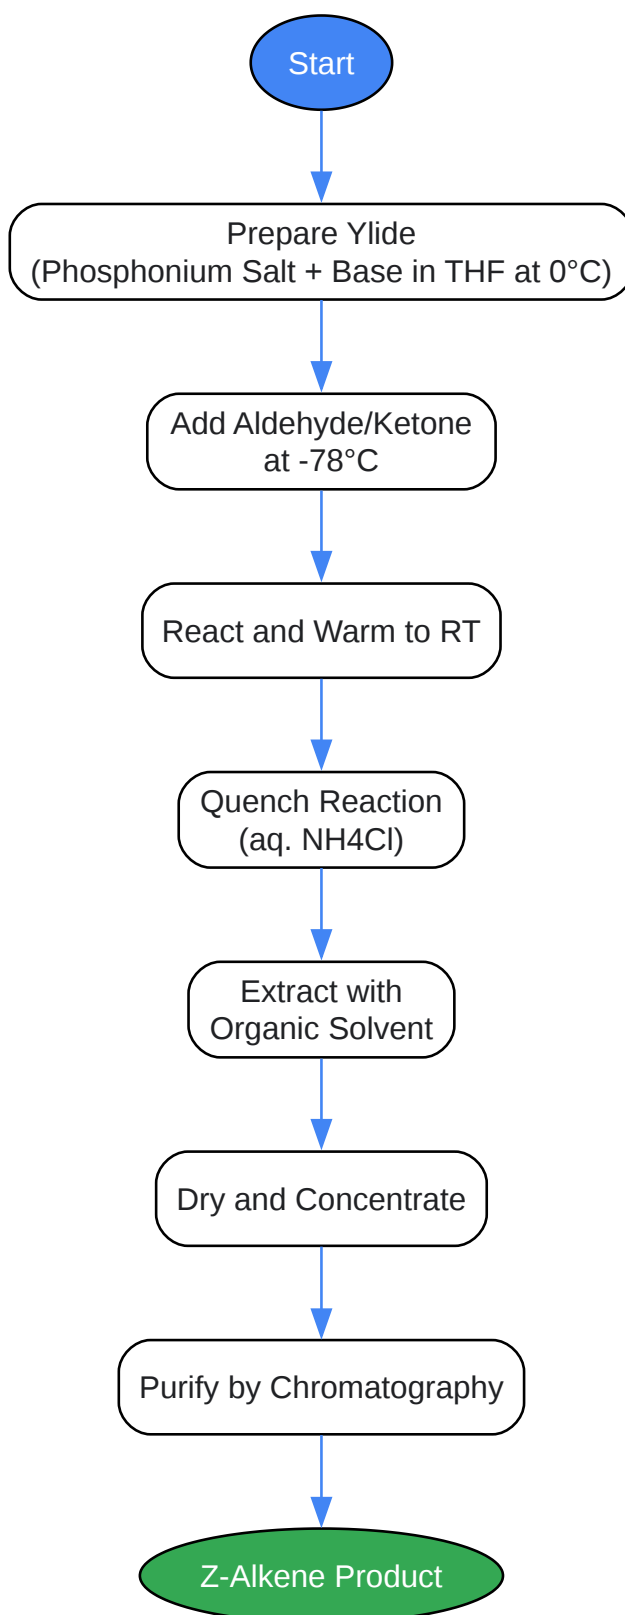 Start
Prepare Ylide
(Phosphonium Salt + Base in THF at 0°C)
Add Aldehyde/Ketone
at -78°C
React and Warm to RT
Quench Reaction
(aq. NH4Cl)
Extract with
Organic Solvent
Dry and Concentrate
Purify by Chromatography
Z-Alkene Product